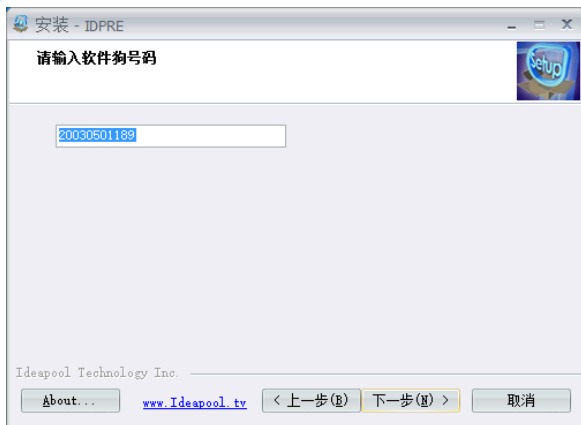 安装 - IDPRE
请输入软件狗号码
Setup
20030501189
Ideapool Technology Inc.
About...
www.Ideapool.tv
< 上一步(B)
下一步(N) >
取消